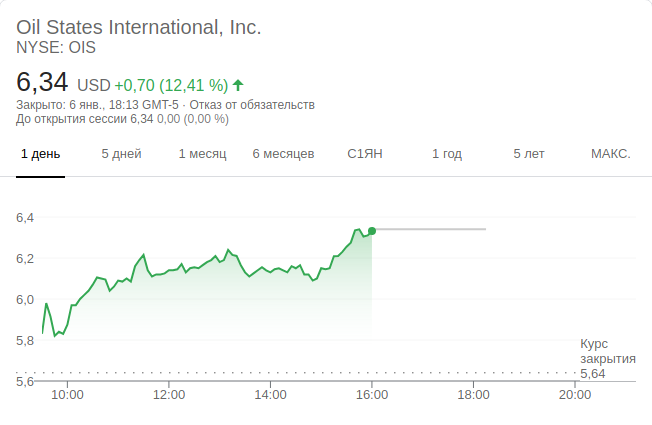 Oil States International, Inc.
NYSE: OIS
6,34 USD +0,70 (12,41 %)
Закрыто: 6 янв., 18:13 GMT-5 · Отказ от обязательств
До открытия сессии 6,34 0,00 (0,00 %)
1 день 5 дней 1 месяц 6 месяцев С1ЯН 1 год 5 лет МАКС.
6,4
6,2
6,0
5,8
Курс
закрытия
5,64
5,6
10:00 12:00 14:00 16:00 18:00 20:00